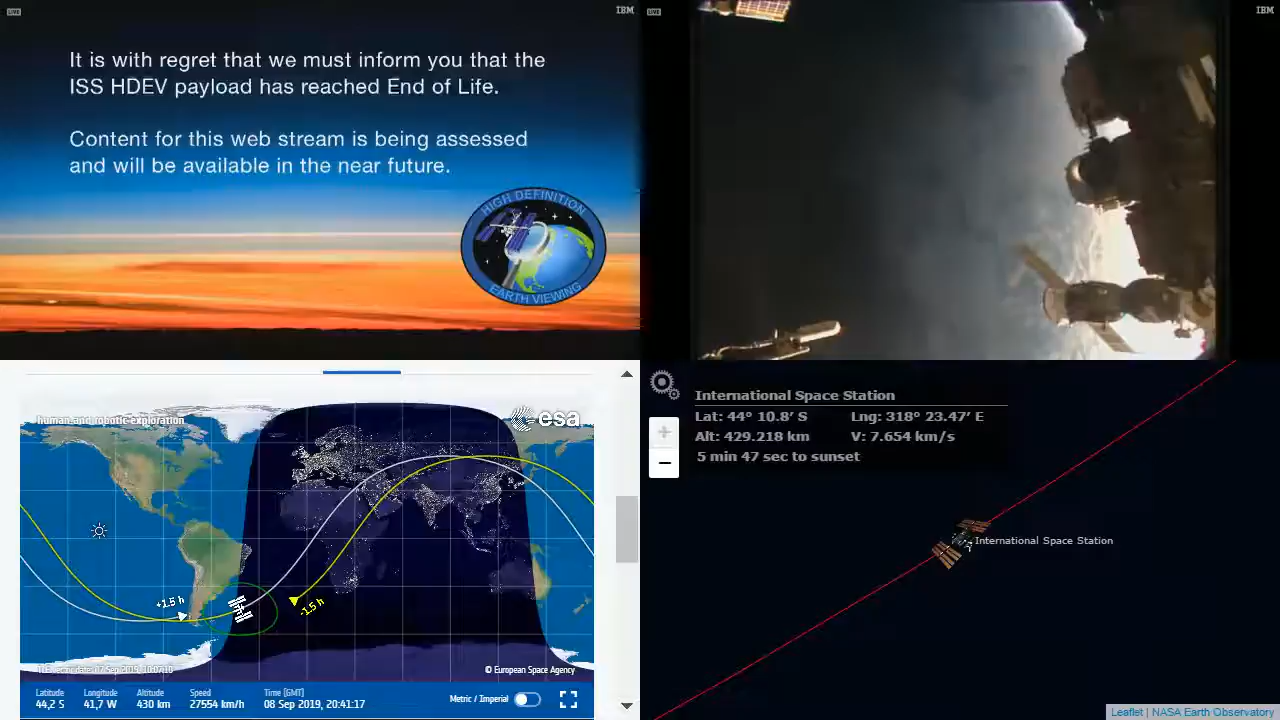 LIVE
IBM
It is with regret that we must inform you that the
ISS HDEV payload has reached End of Life.
Content for this web stream is being assessed
and will be available in the near future.
HIGH DEFINITION
EARTH VIEWING
LIVE
IBM
human and robotic exploration
esa
+1.5 h
-1.5 h
© European Space Agency
Latitude
44,2 S
Longitude
41,7 W
Altitude
430 km
Speed
27554 km/h
Time [GMT]
08 Sep 2019, 20:41:17
Metric / Imperial
International Space Station
Lat: 44° 10.8′ S
Lng: 318° 23.47′ E
Alt: 429.218 km
V: 7.654 km/s
5 min 47 sec to sunset
+
−
International Space Station
Leaflet | NASA Earth Observatory